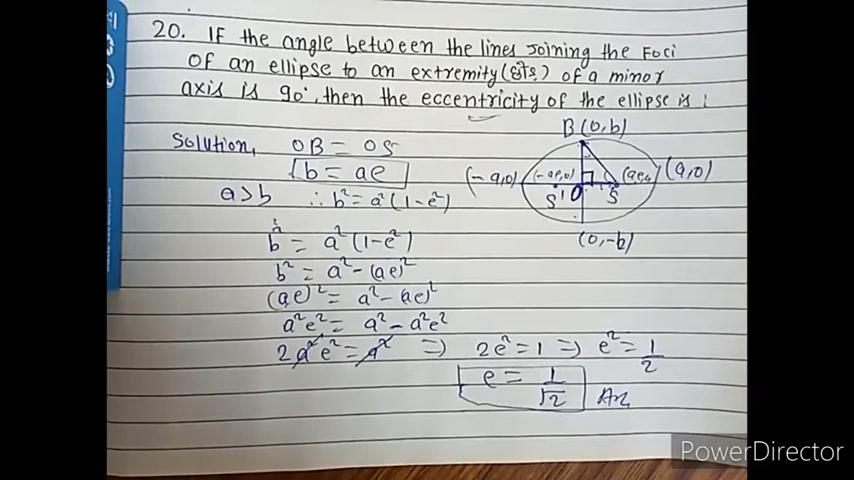 20. If the angle between the lines joining the Foci
of an ellipse to an extremity (छोर) of a minor
axis is 90°, then the eccentricity of the ellipse is :
Solution, OB = OS
b = ae
a > b ∴ b² = a² (1-e²)
b² = a² (1-e²)
b² = a² - (ae)²
(ae)² = a² - (ae)²
a²e² = a² - a²e²
2a²e² = a² => 2e² = 1 => e² = 1/2
e = 1/√2 Ans
B (0, b)
(-a,0) (-ae,0) (a,0)
S' O S
(0,-b)
PowerDirector